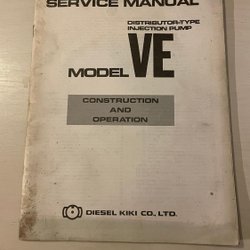 SERVICE MANUAL
DISTRIBUTOR-TYPE
INJECTION PUMP
MODEL VE
CONSTRUCTION
AND
OPERATION
DIESEL KIKI CO., LTD.